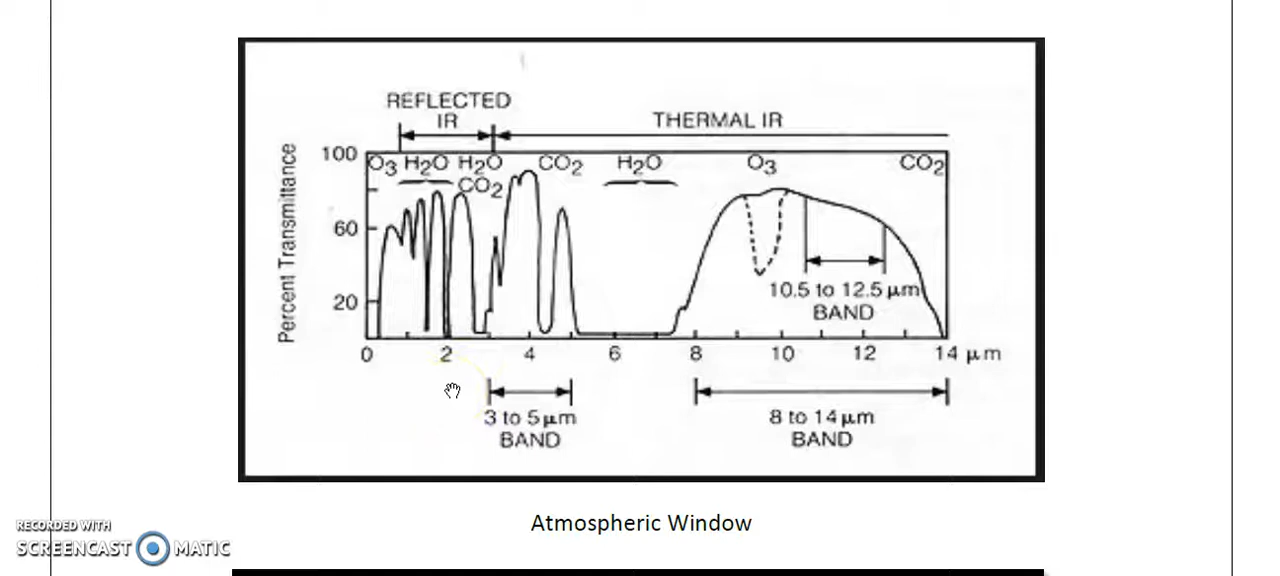 REFLECTED
IR
THERMAL IR
Percent Transmittance
100
60
20
O3 H2O H2O CO2 H2O O3 CO2
CO2
10.5 to 12.5 µm
BAND
0 2 4 6 8 10 12 14 µm
3 to 5 µm
BAND
8 to 14 µm
BAND
Atmospheric Window
RECORDED WITH
SCREENCAST MATIC